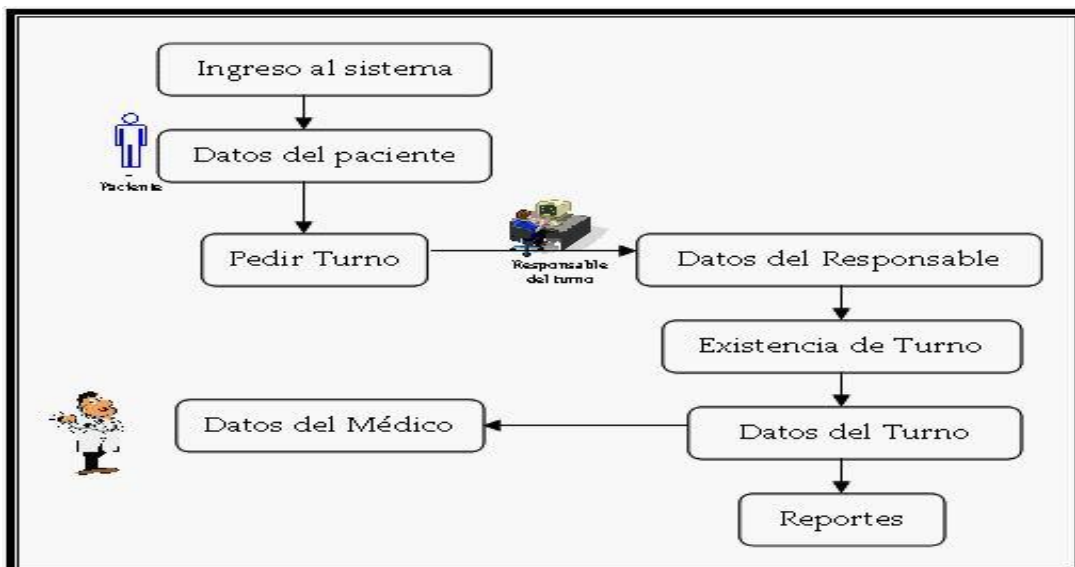 Ingreso al sistema
Datos del paciente
Paciente
Pedir Turno
Responsable
del turno
Datos del Responsable
Existencia de Turno
Datos del Médico
Datos del Turno
Reportes